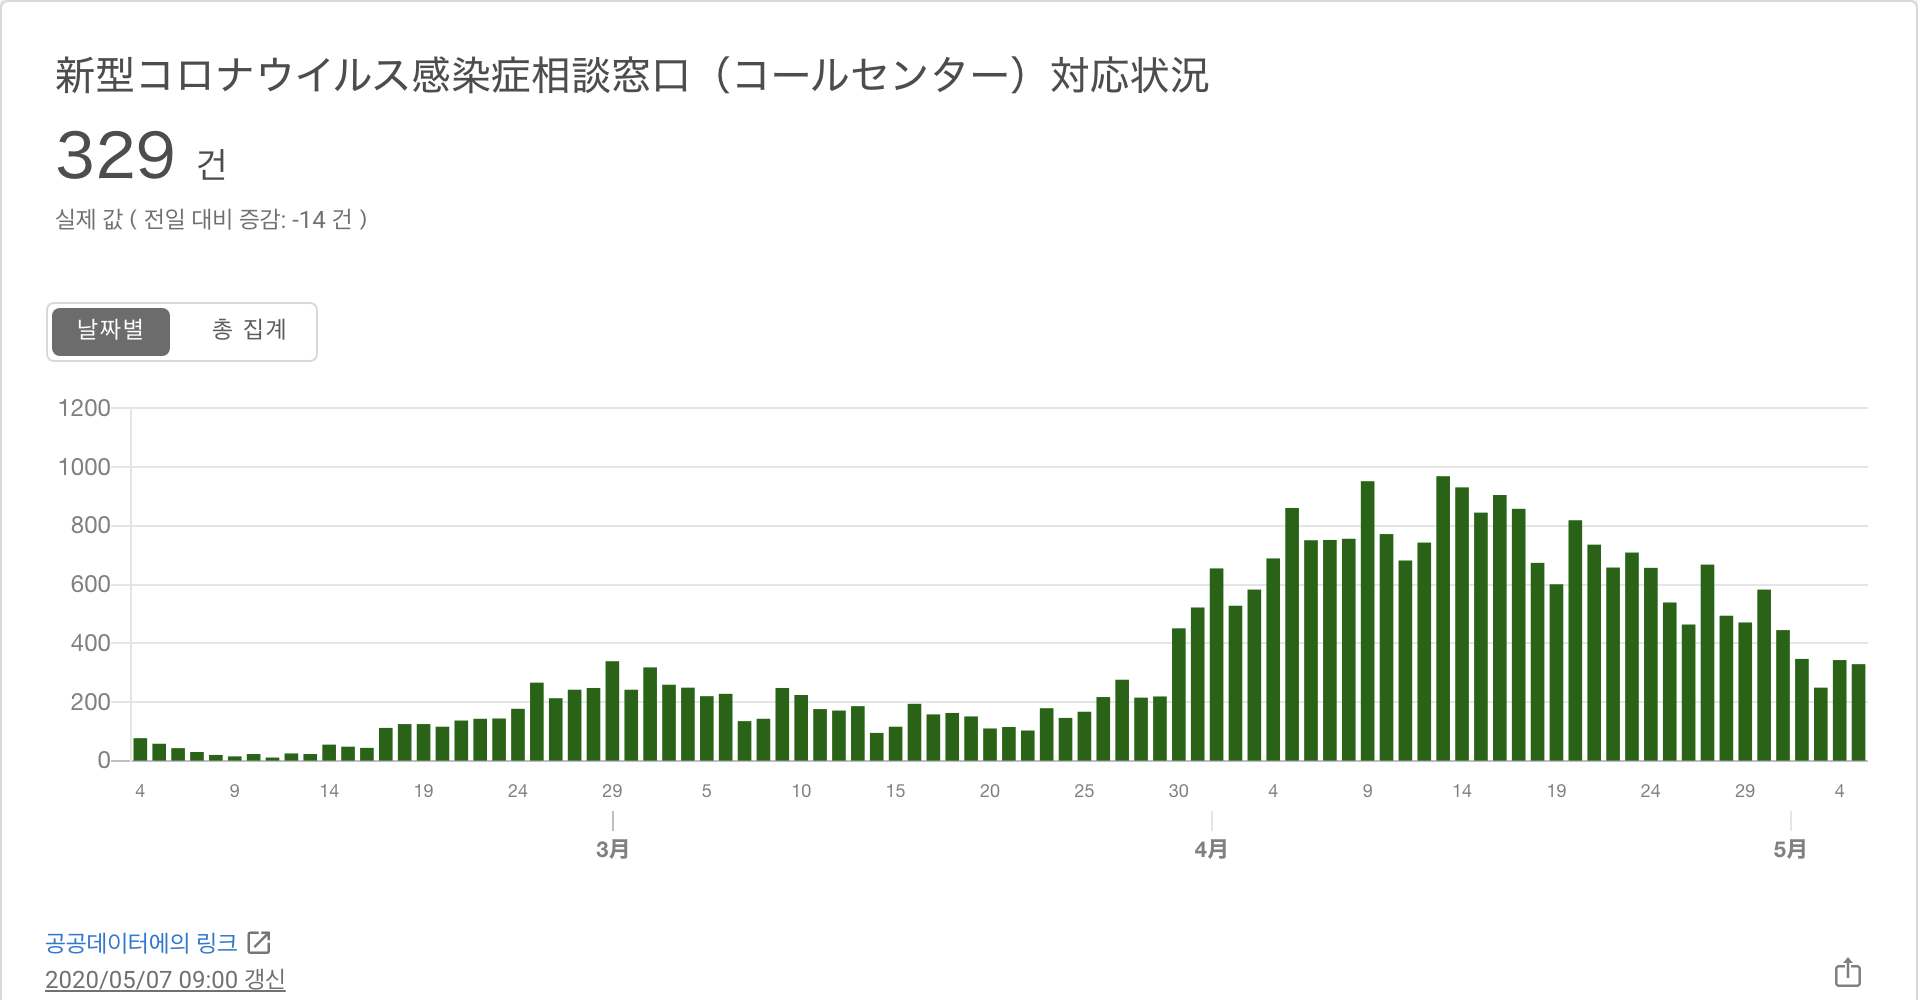 新型コロナウイルス感染症相談窓口（コールセンター）対応状況
329 건
실제 값 ( 전일 대비 증감: -14 건 )
날짜별 총 집계
1200
1000
800
600
400
200
0
4 9 14 19 24 29 5 10 15 20 25 30 4 9 14 19 24 29 4
3月 4月 5月
공공데이터에의 링크
2020/05/07 09:00 갱신